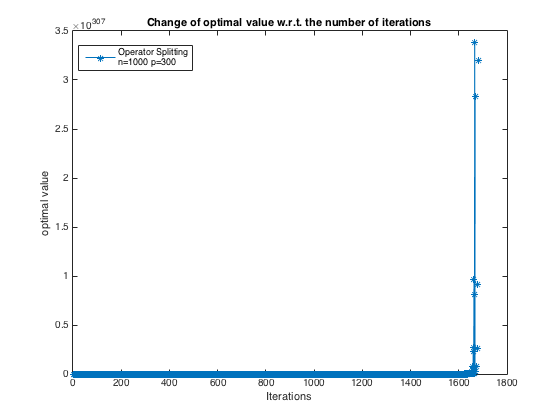 Change of optimal value w.r.t. the number of iterations
×10^307
3.5
3
2.5
2
1.5
1
0.5
0
optimal value
Operator Splitting
n=1000 p=300
0 200 400 600 800 1000 1200 1400 1600 1800
Iterations